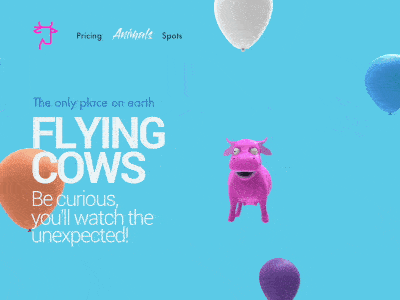 Pricing Animals Spots
The only place on earth
FLYING
COWS
Be curious,
you'll watch the
unexpected!